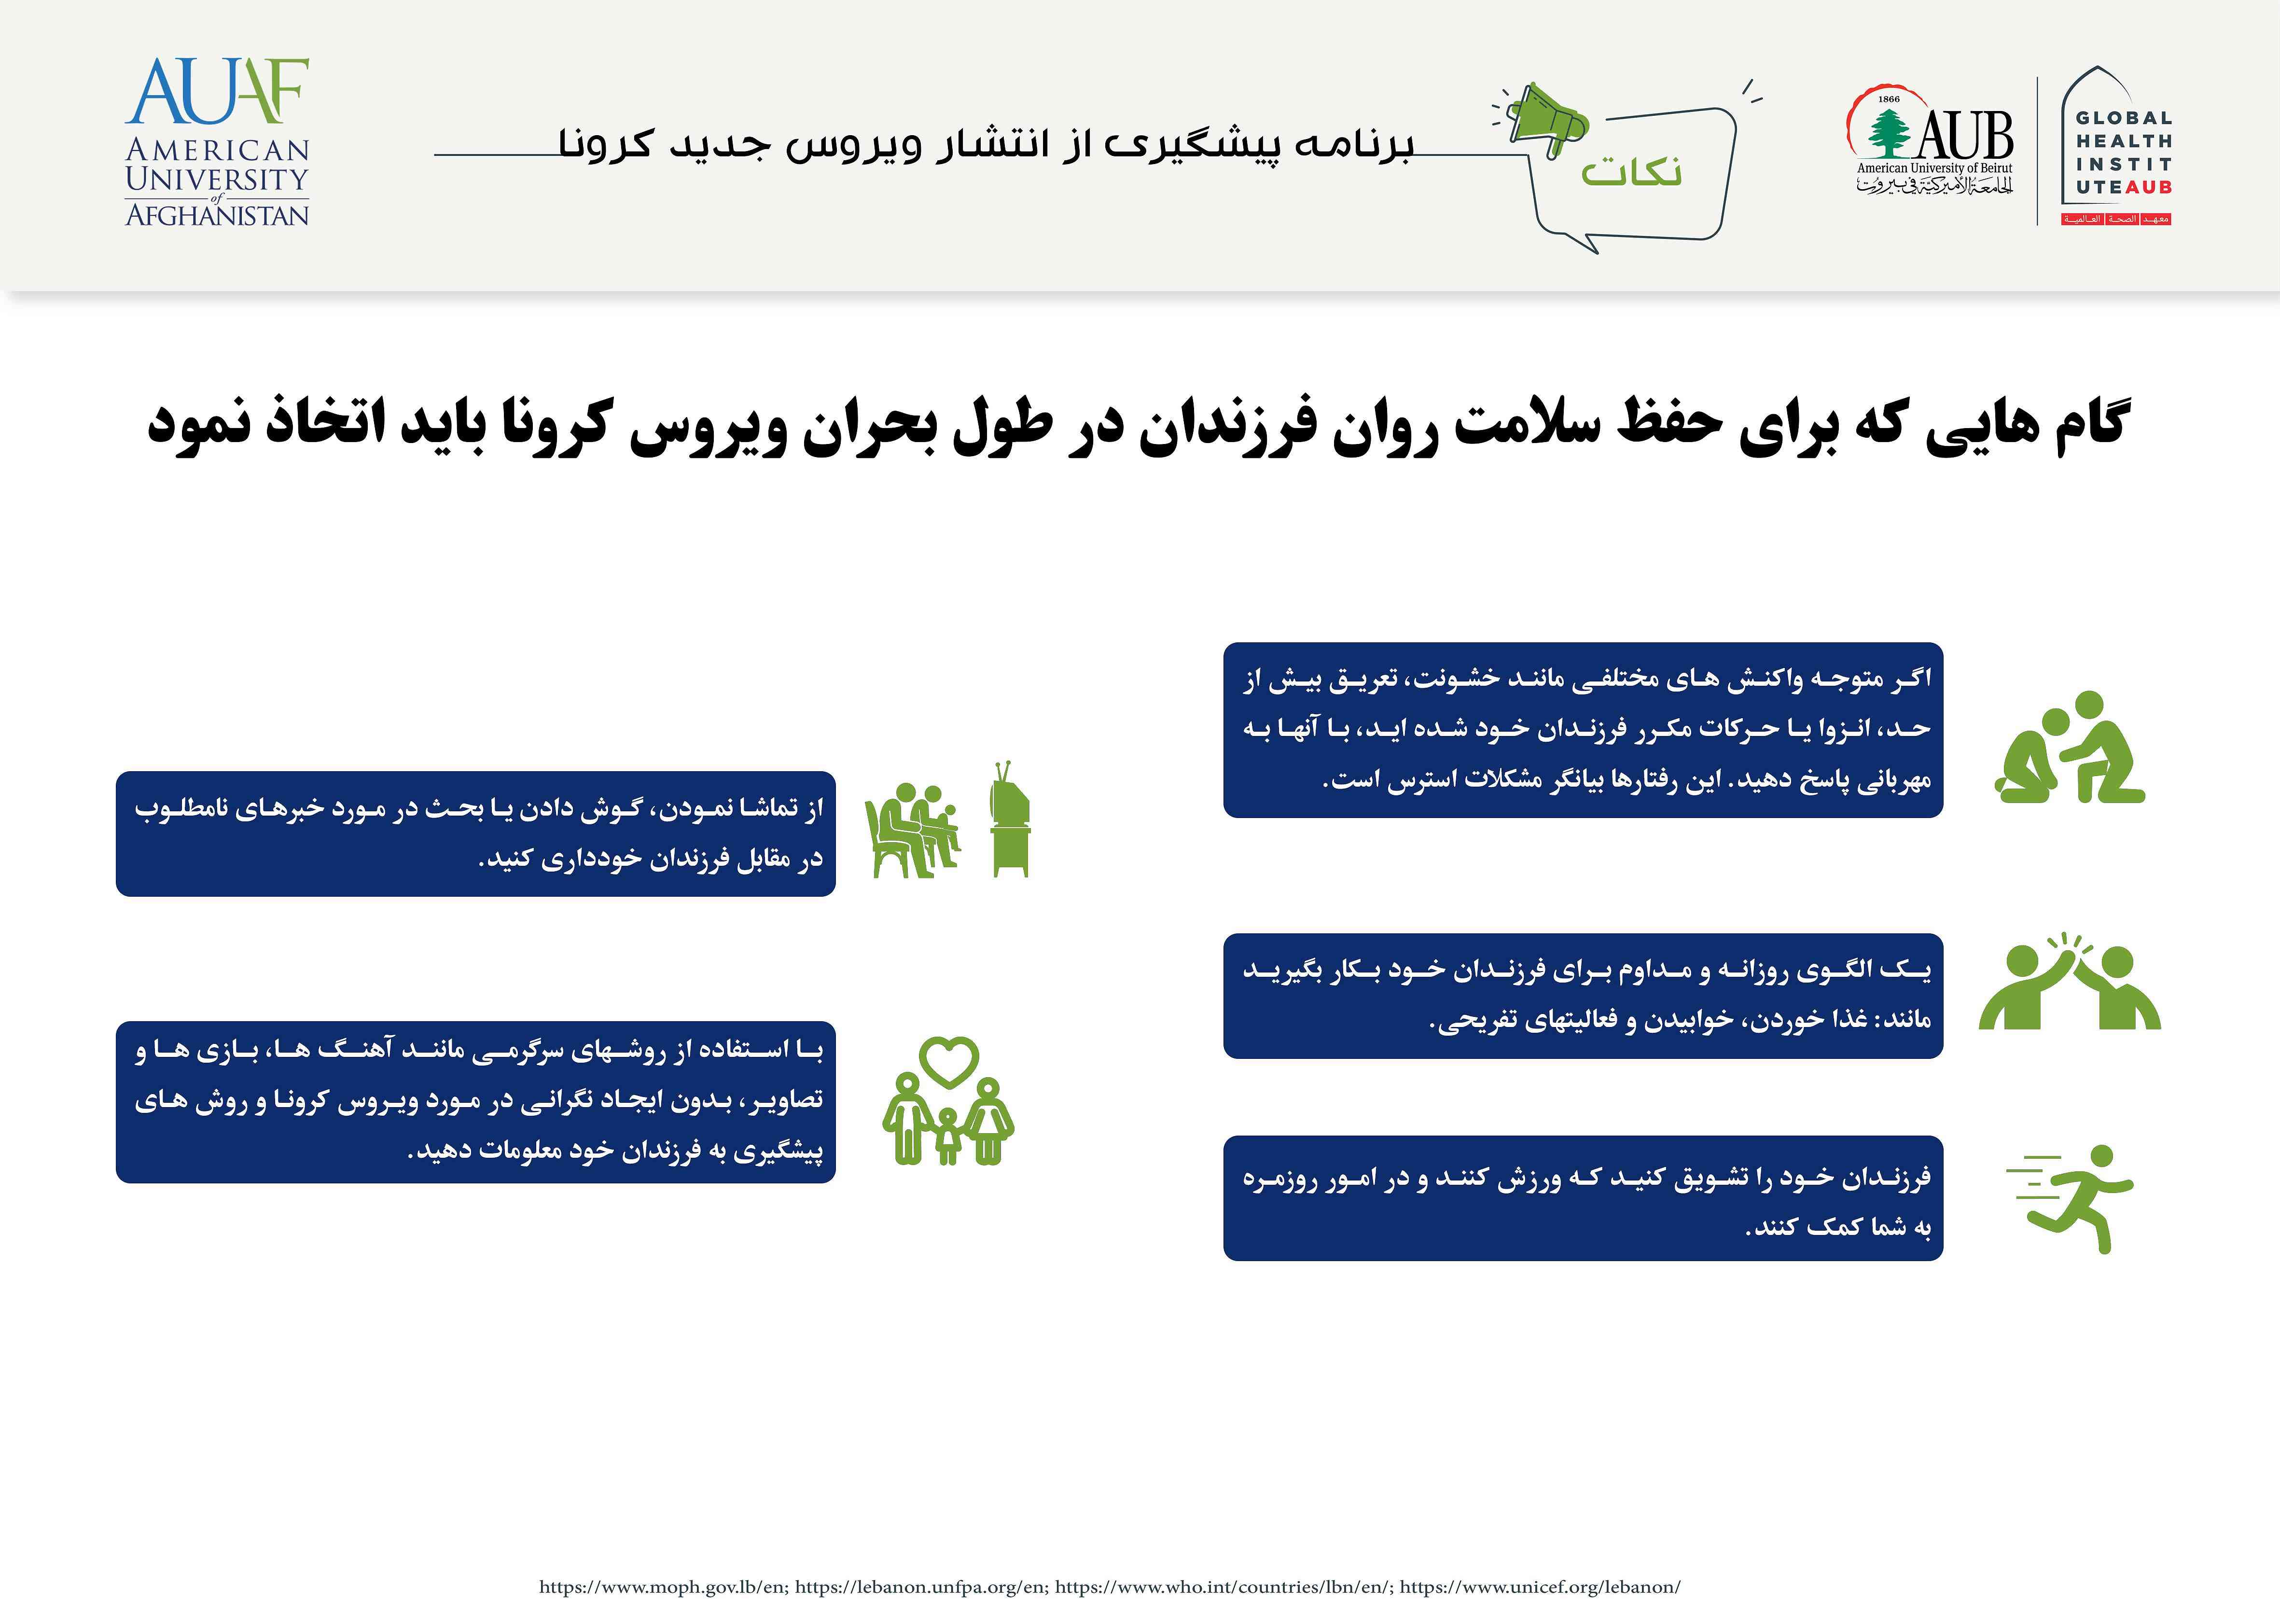 AUAF
AMERICAN
UNIVERSITY
of
AFGHANISTAN
برنامه پیشگیری از انتشار ویروس جدید کرونا
نکات
1866
AUB
American University of Beirut
الجامعة الأميركية في بيروت
GLOBAL
HEALTH
INSTIT
UTEAUB
معهد الصحة العالمية
گام هایی که برای حفظ سلامت روان فرزندان در طول بحران ویروس کرونا باید اتخاذ نمود
اگر متوجه واکنش های مختلفی مانند خشونت، تعریق بیش از
حد، انزوا یا حرکات مکرر فرزندان خود شده اید، با آنها به
مهربانی پاسخ دهید. این رفتارها بیانگر مشکلات استرس است.
یک الگوی روزانه و مداوم برای فرزندان خود بکار بگیرید
مانند: غذا خوردن، خوابیدن و فعالیتهای تفریحی.
فرزندان خود را تشویق کنید که ورزش کنند و در امور روزمره
به شما کمک کنند.
از تماشا نمودن، گوش دادن یا بحث در مورد خبرهای نامطلوب
در مقابل فرزندان خودداری کنید.
با استفاده از روشهای سرگرمی مانند آهنگ ها، بازی ها و
تصاویر، بدون ایجاد نگرانی در مورد ویروس کرونا و روش های
پیشگیری به فرزندان خود معلومات دهید.
https://www.moph.gov.lb/en; https://lebanon.unfpa.org/en; https://www.who.int/countries/lbn/en/; https://www.unicef.org/lebanon/